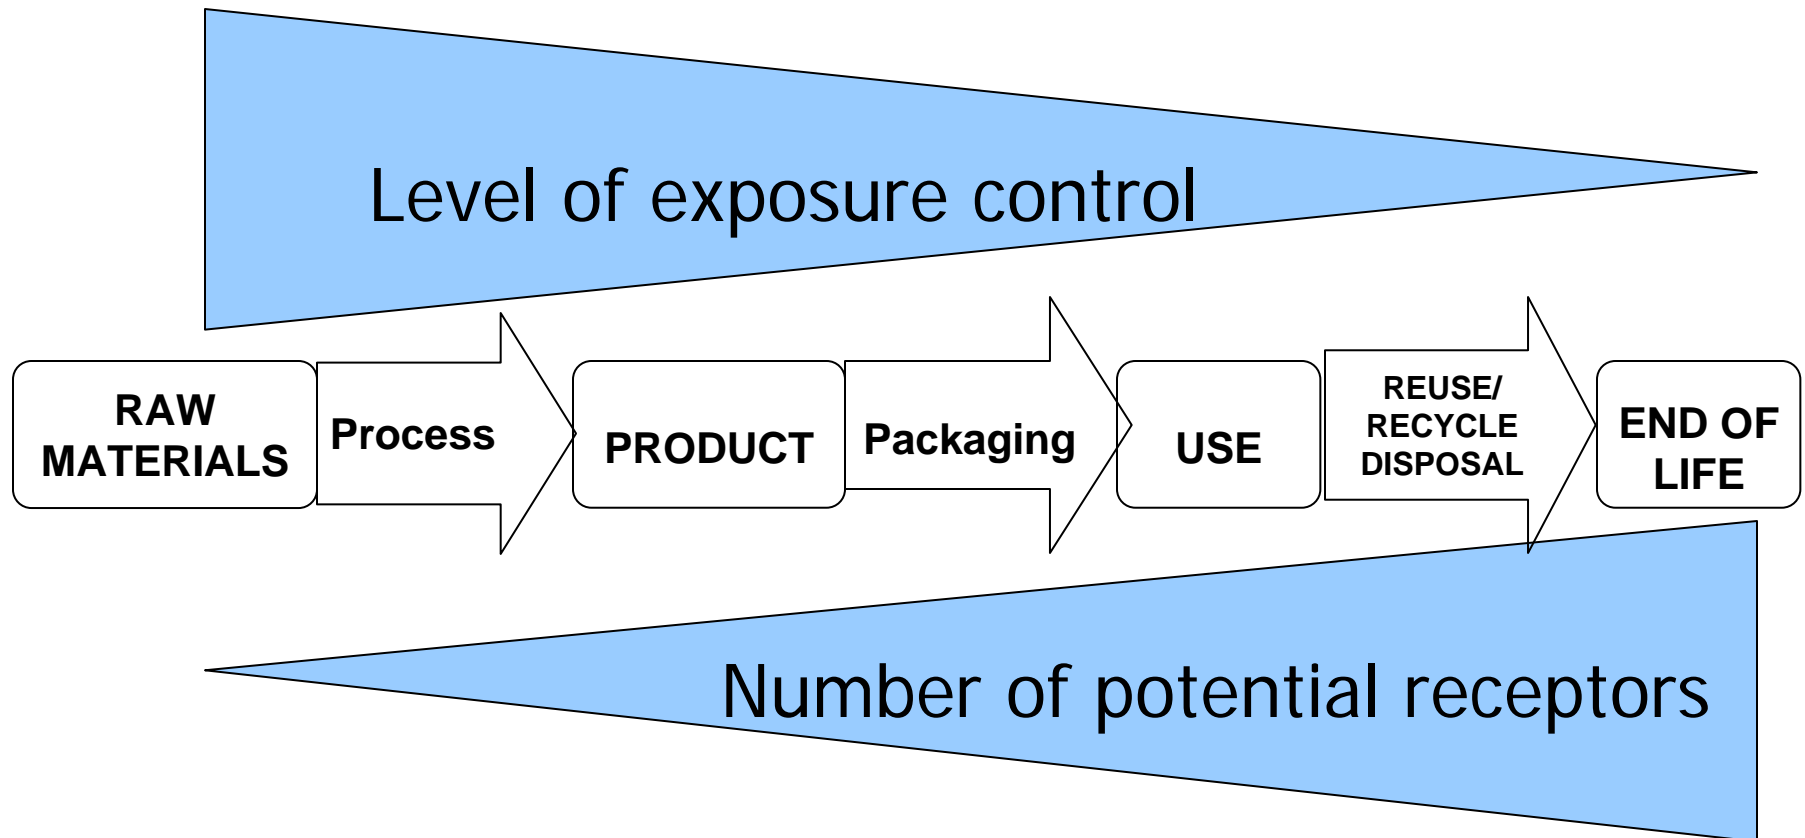 Level of exposure control
RAW
MATERIALS
Process
PRODUCT
Packaging
USE
REUSE/
RECYCLE
DISPOSAL
END OF
LIFE
Number of potential receptors